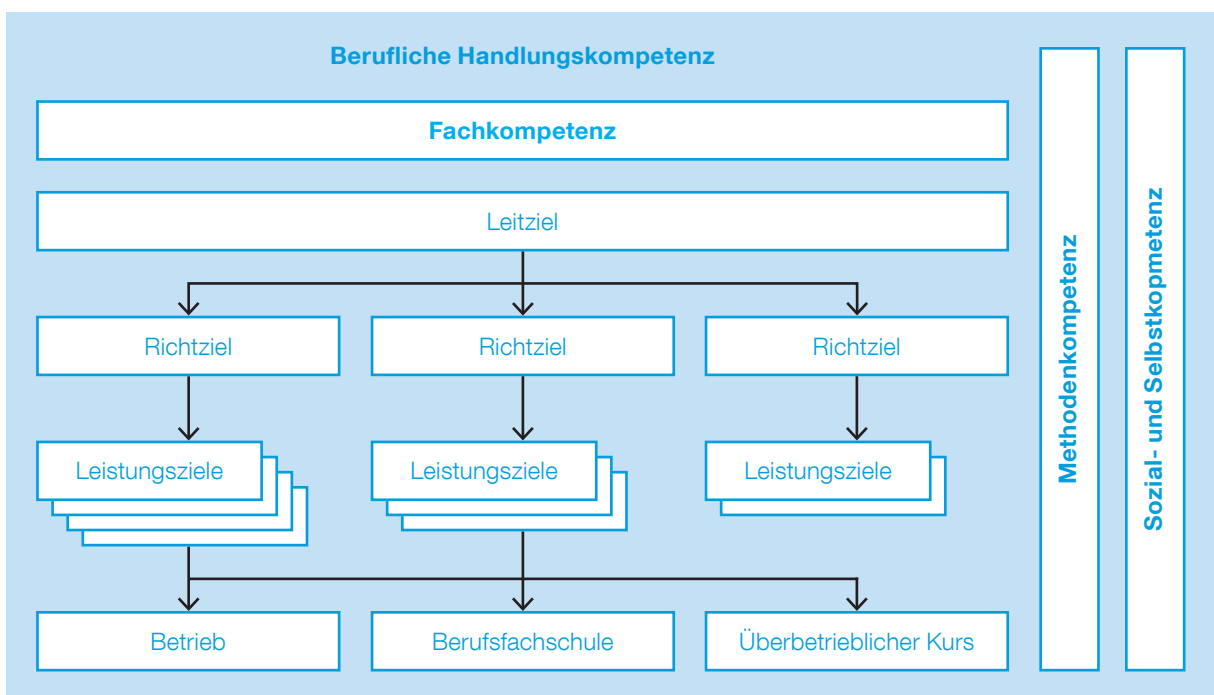 Berufliche Handlungskompetenz
Fachkompetenz
Leitziel
Richtziel
Richtziel
Richtziel
Leistungsziele
Leistungsziele
Leistungsziele
Betrieb
Berufsfachschule
Überbetrieblicher Kurs
Methodenkompetenz
Sozial- und Selbstkopmetenz